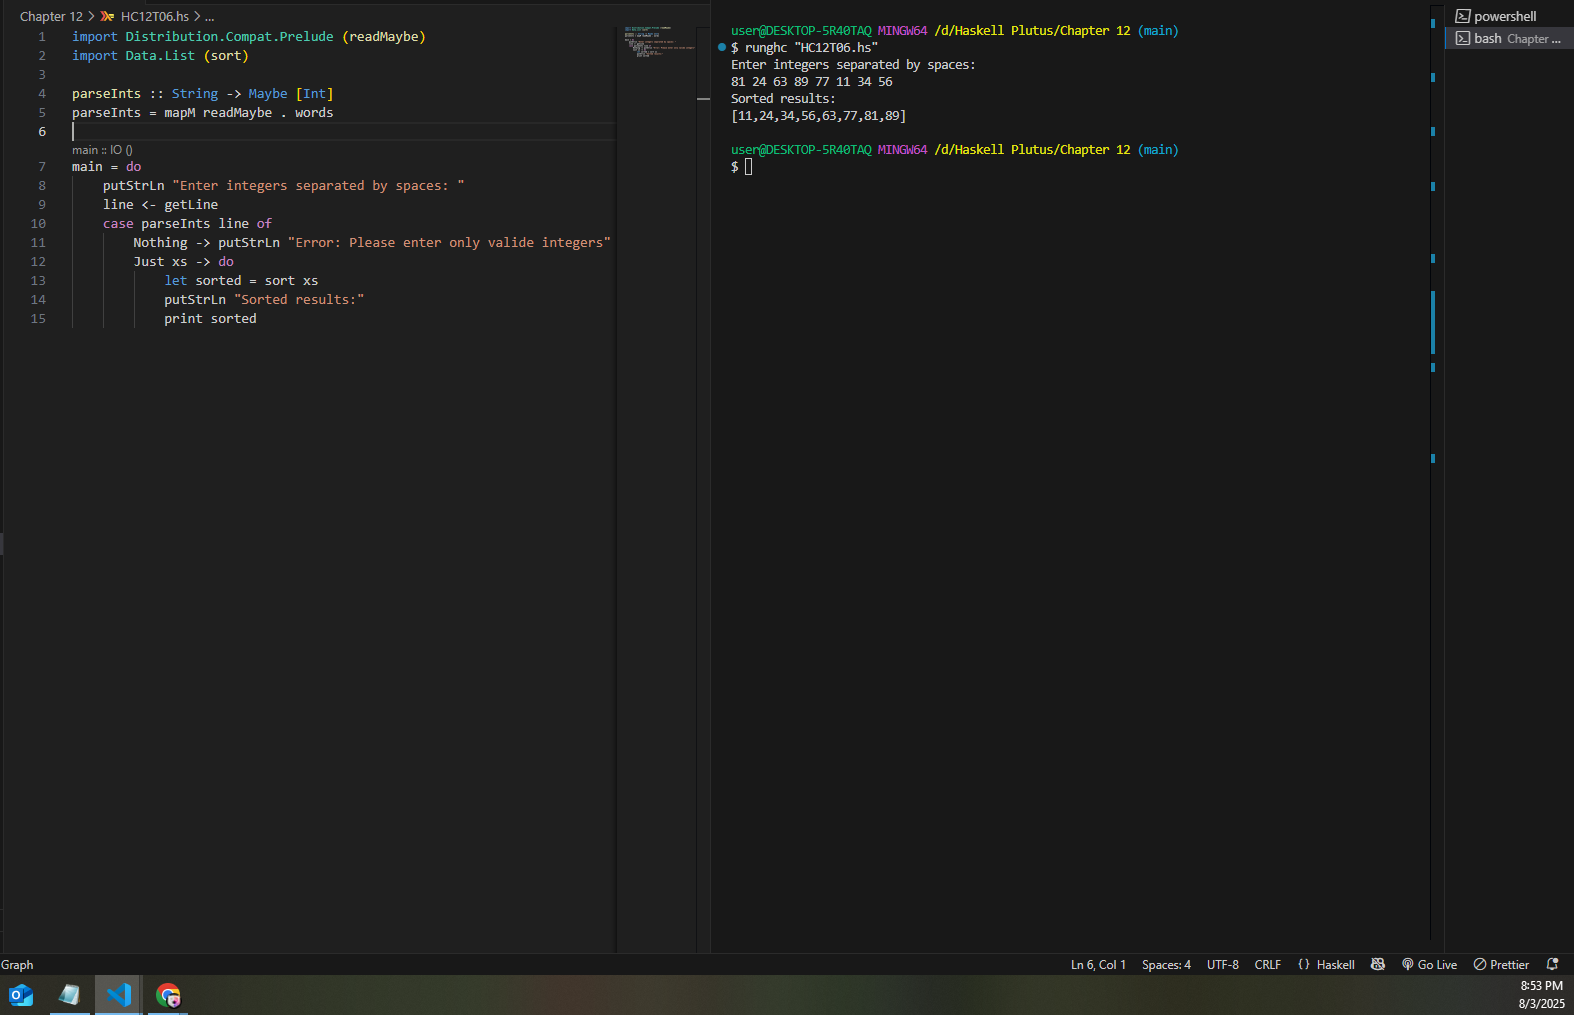 Chapter 12 > HC12T06.hs > ...
1 import Distribution.Compat.Prelude (readMaybe)
2 import Data.List (sort)
3
4 parseInts :: String -> Maybe [Int]
5 parseInts = mapM readMaybe . words
6
main :: IO ()
7 main = do
8 putStrLn "Enter integers separated by spaces: "
9 line <- getLine
10 case parseInts line of
11 Nothing -> putStrLn "Error: Please enter only valide integers"
12 Just xs -> do
13 let sorted = sort xs
14 putStrLn "Sorted results:"
15 print sorted
user@DESKTOP-5R40TAQ MINGW64 /d/Haskell Plutus/Chapter 12 (main)
$ runghc "HC12T06.hs"
Enter integers separated by spaces:
81 24 63 89 77 11 34 56
Sorted results:
[11,24,34,56,63,77,81,89]
user@DESKTOP-5R40TAQ MINGW64 /d/Haskell Plutus/Chapter 12 (main)
$
powershell
bash Chapter ...
Graph
Ln 6, Col 1 Spaces: 4 UTF-8 CRLF {} Haskell Go Live Prettier
8:53 PM
8/3/2025